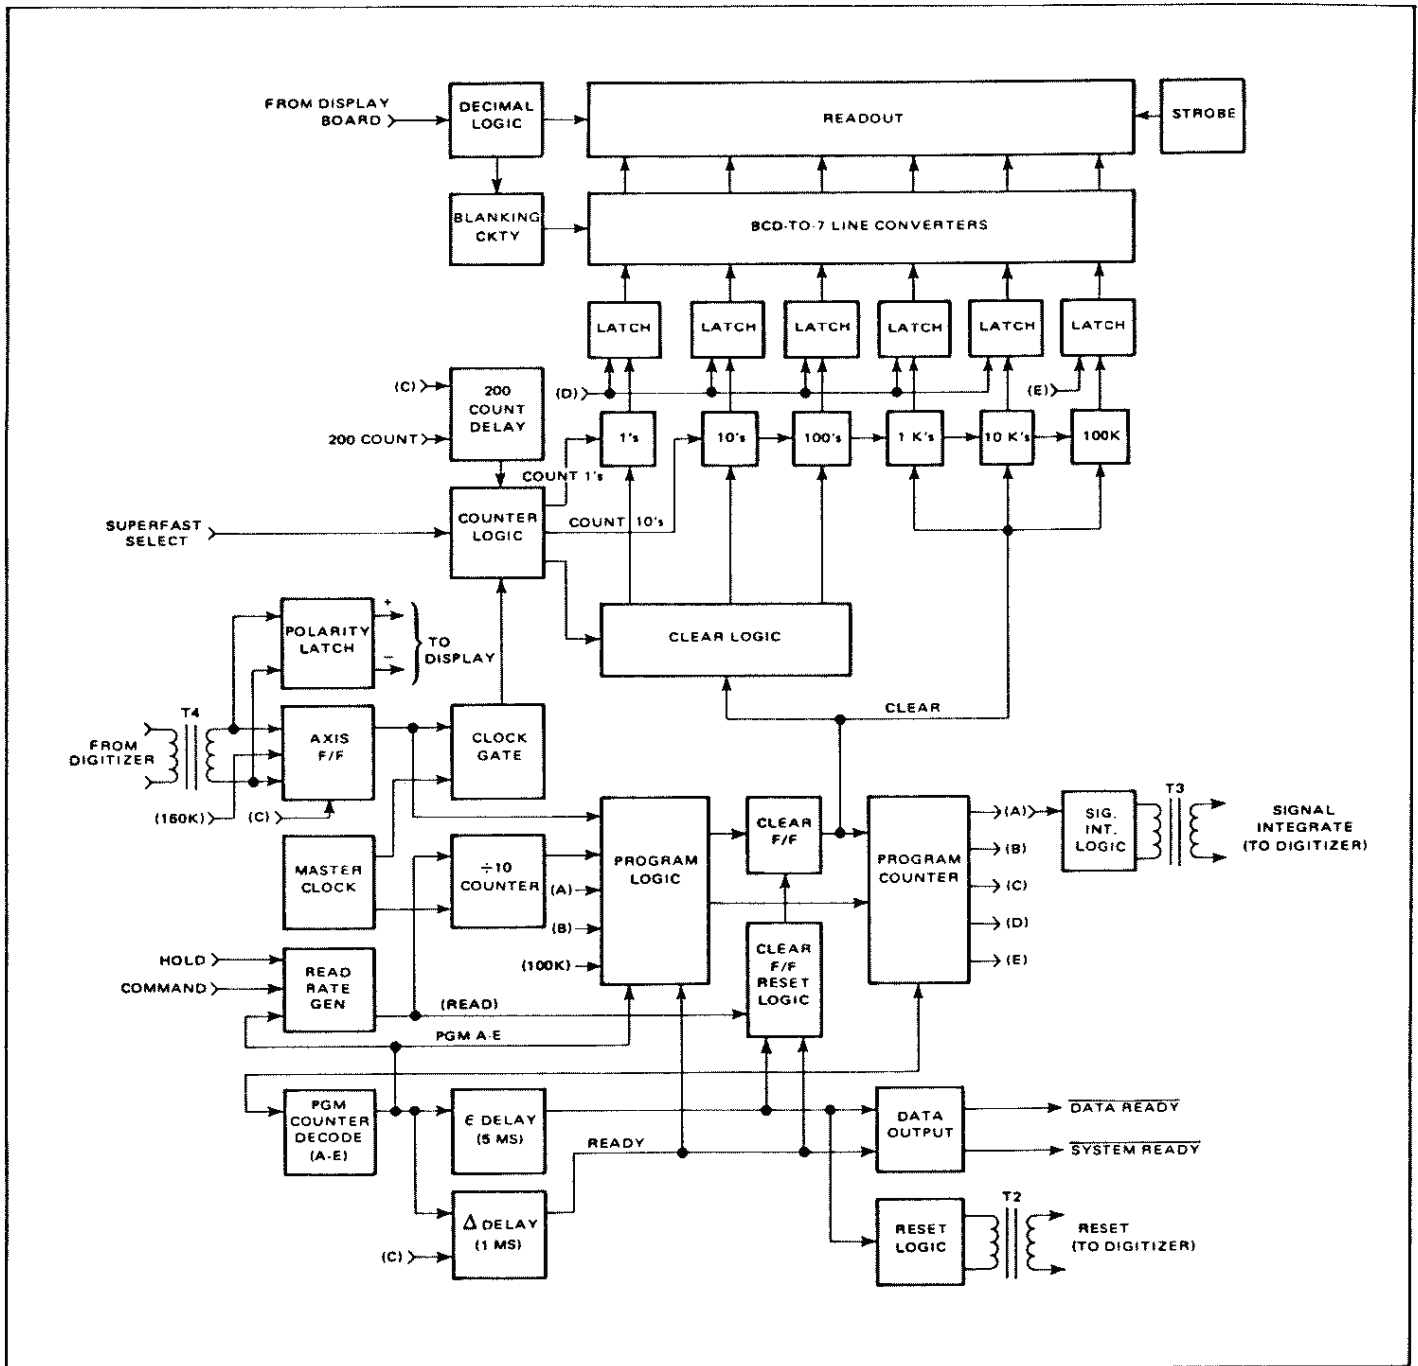 FROM DISPLAY
BOARD
DECIMAL
LOGIC
READOUT
STROBE
BLANKING
CKTY
BCD-TO-7 LINE CONVERTERS
LATCH
LATCH
LATCH
LATCH
LATCH
LATCH
(C)
200
COUNT
DELAY
200 COUNT
(D)
(E)
1's
10's
100's
1 K's
10 K's
100K
COUNT 1's
COUNT 10's
SUPERFAST
SELECT
COUNTER
LOGIC
CLEAR LOGIC
POLARITY
LATCH
+
−
TO
DISPLAY
CLEAR
T4
FROM
DIGITIZER
AXIS
F/F
CLOCK
GATE
(160K)
(C)
MASTER
CLOCK
÷10
COUNTER
(A)
(B)
(100K)
PROGRAM
LOGIC
CLEAR
F/F
PROGRAM
COUNTER
(A)
(B)
(C)
(D)
(E)
SIG.
INT.
LOGIC
T3
SIGNAL
INTEGRATE
(TO DIGITIZER)
HOLD
COMMAND
READ
RATE
GEN
(READ)
CLEAR
F/F
RESET
LOGIC
PGM A-E
PGM
COUNTER
DECODE
(A-E)
E DELAY
(5 MS)
READY
DATA
OUTPUT
DATA READY
SYSTEM READY
Δ DELAY
(1 MS)
(C)
RESET
LOGIC
T2
RESET
(TO DIGITIZER)